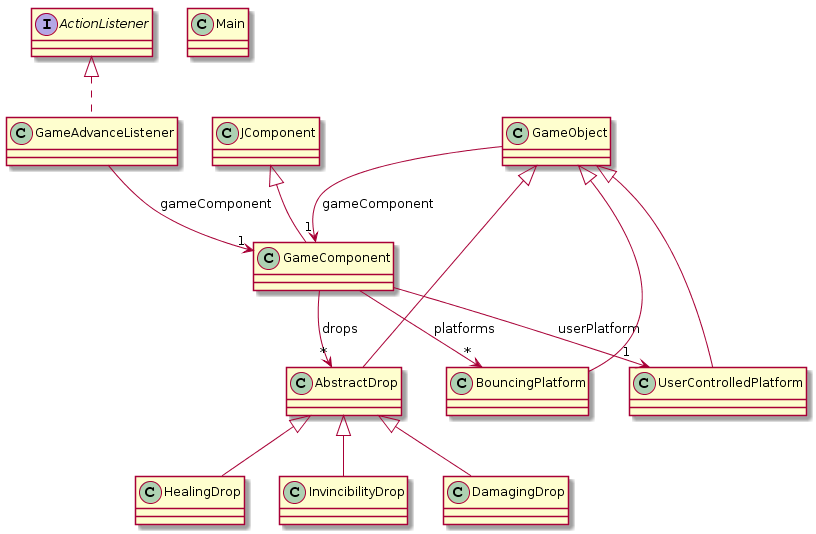 I ActionListener
C Main
C GameAdvanceListener
C JComponent
C GameObject
gameComponent
gameComponent
1
1
C GameComponent
drops
platforms
userPlatform
*
*
1
C AbstractDrop
C BouncingPlatform
C UserControlledPlatform
C HealingDrop
C InvincibilityDrop
C DamagingDrop